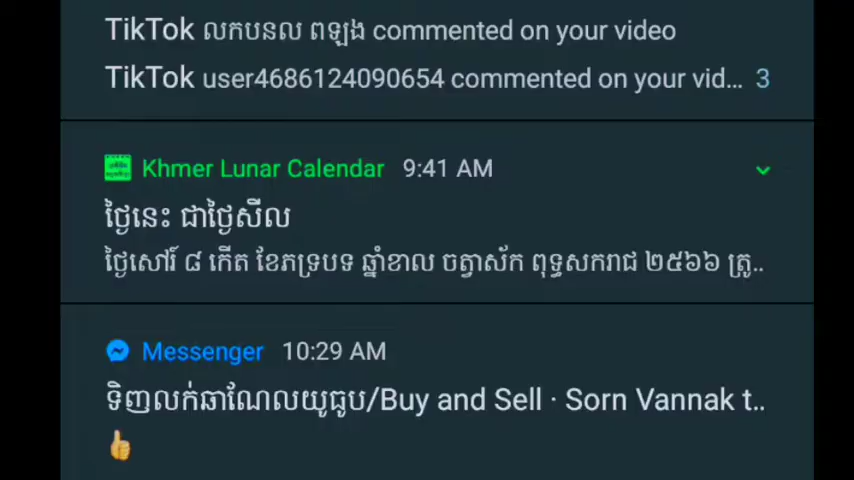 TikTok លកបនល ពឡង commented on your video
TikTok user4686124090654 commented on your vid... 3
Khmer Lunar Calendar 9:41 AM
ថ្ងៃនេះ ជាថ្ងៃសីល
ថ្ងៃសៅរ៍ ៨ កើត ខែភទ្របទ ឆ្នាំខាល ចត្វាស័ក ពុទ្ធសករាជ ២៥៦៦ ត្រូ..
Messenger 10:29 AM
ទិញលក់ឆាណែលយូធូប/Buy and Sell · Sorn Vannak t..